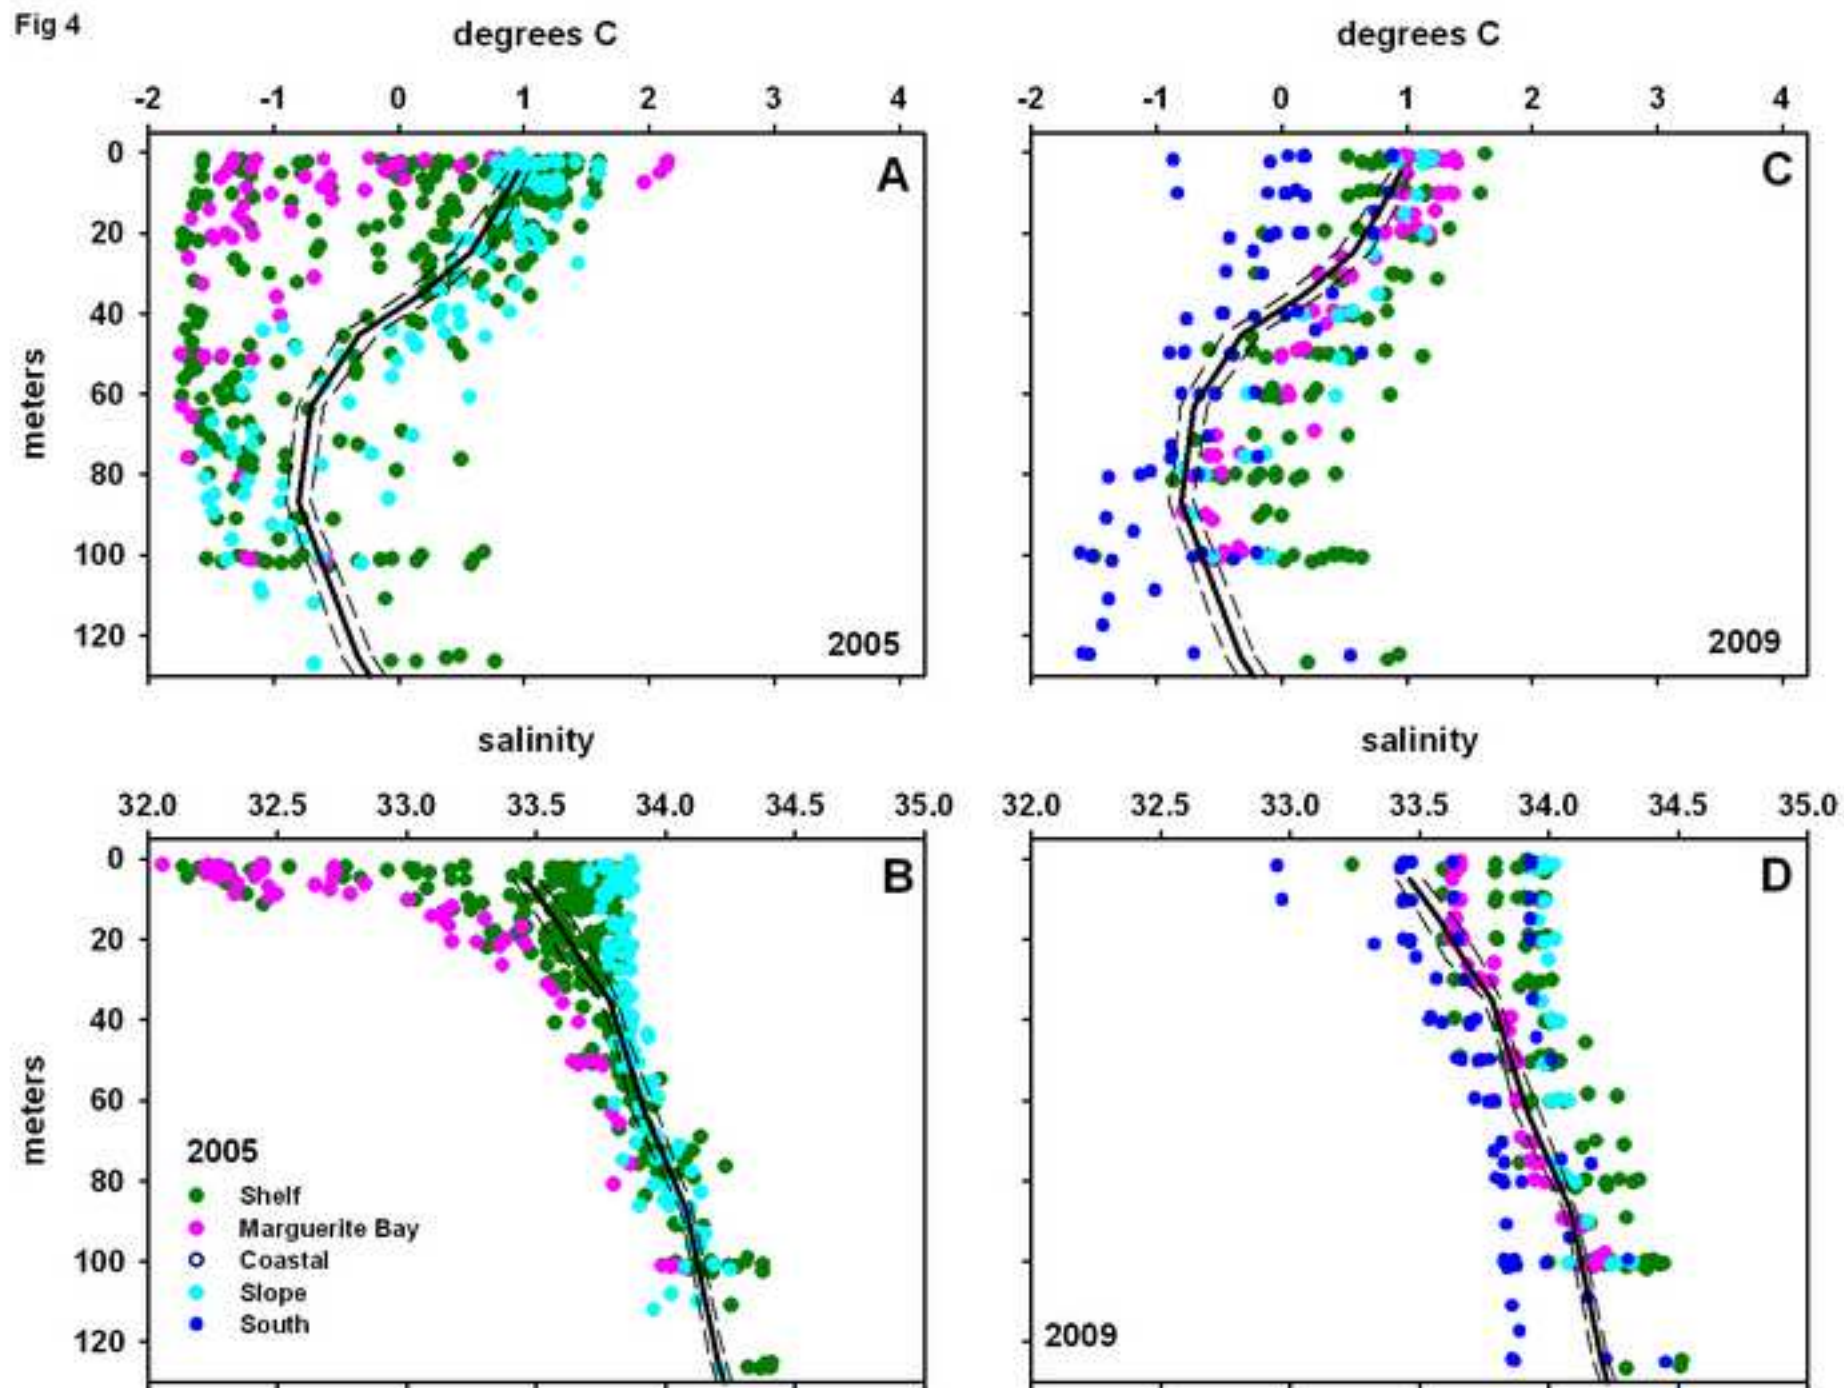 Fig 4
degrees C
-2 -1 0 1 2 3 4
meters
0
20
40
60
80
100
120
A
2005
degrees C
-2 -1 0 1 2 3 4
C
2009
salinity
32.0 32.5 33.0 33.5 34.0 34.5 35.0
meters
0
20
40
60
80
100
120
B
2005
Shelf
Marguerite Bay
Coastal
Slope
South
salinity
32.0 32.5 33.0 33.5 34.0 34.5 35.0
D
2009